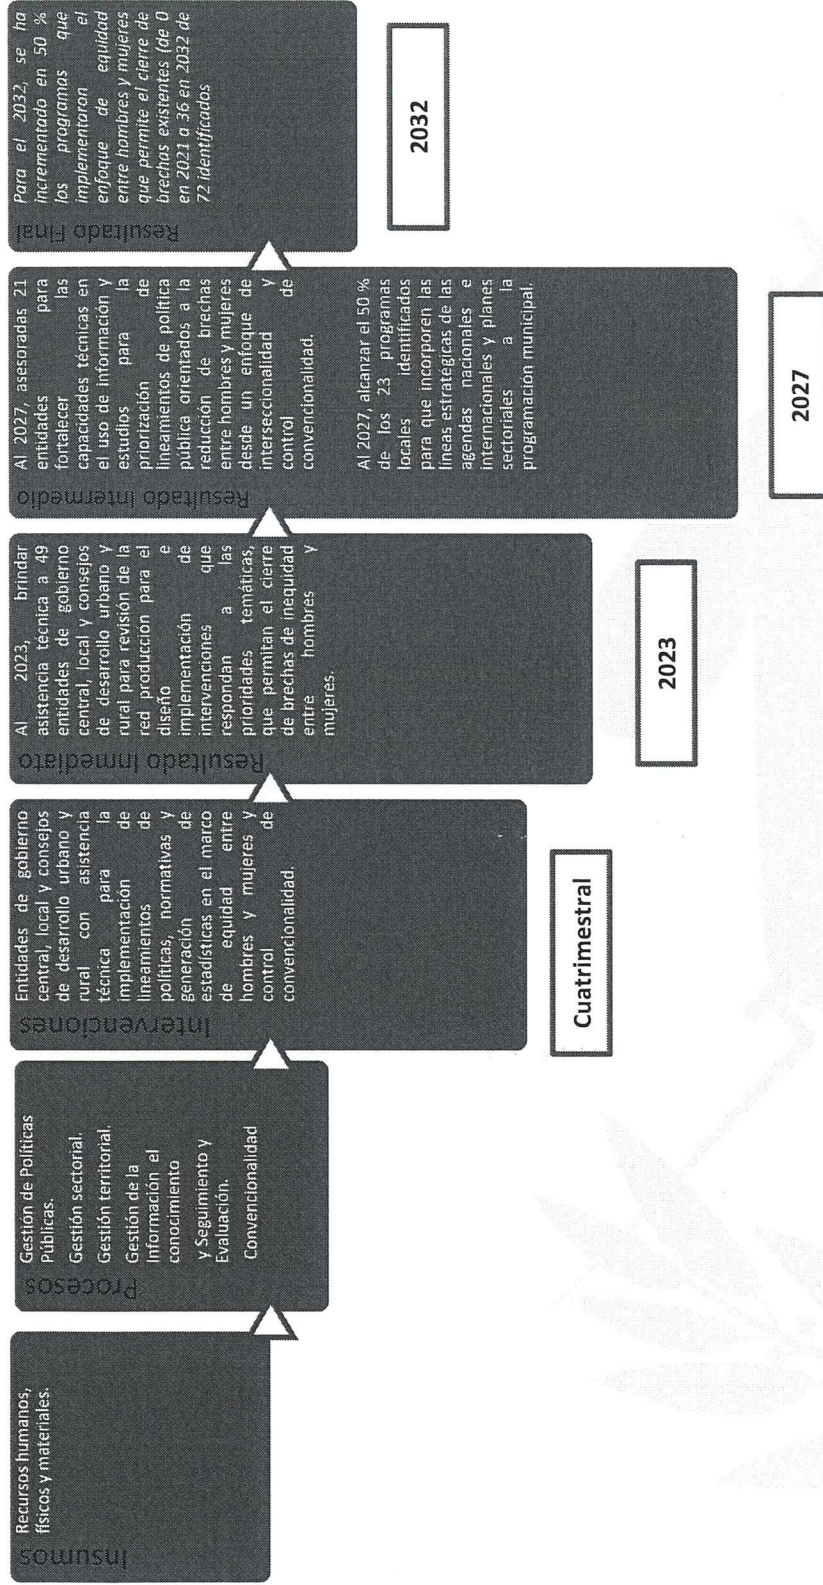 Insumos
Recursos humanos,
físicos y materiales.
Procesos
Gestión de Políticas
Públicas.
Gestión sectorial.
Gestión territorial.
Gestión de la
Información el
conocimiento
y Seguimiento y
Evaluación.
Convencionalidad
Intervenciones
Entidades de gobierno
central, local y consejos
de desarrollo urbano y
rural con asistencia
técnica para la
implementación de
lineamientos de
políticas, normativas y
generación de
estadísticas en el marco
de equidad entre
hombres y mujeres y
control de
convencionalidad.
Cuatrimestral
Resultado Inmediato
Al 2023, brindar
asistencia técnica a 49
entidades de gobierno
central, local y consejos
de desarrollo urbano y
rural para revisión de la
red producción para el
diseño e
implementación de
intervenciones que
respondan a las
prioridades temáticas,
que permitan el cierre
de brechas de inequidad
entre hombres y
mujeres.
2023
Resultado Intermedio
Al 2027, asesoradas 21
entidades para
fortalecer las
capacidades técnicas en
el uso de información y
estudios para la
priorización de
lineamientos de política
pública orientados a la
reducción de brechas
entre hombres y mujeres
desde un enfoque de
interseccionalidad y
control de
convencionalidad.
Al 2027, alcanzar el 50 %
de los 23 programas
locales identificados
para que incorporen las
líneas estratégicas de las
agendas nacionales e
internacionales y planes
sectoriales a la
programación municipal.
2027
Resultado Final
Para el 2032, se ha
incrementado en 50 %
los programas que
implementaron el
enfoque de equidad
entre hombres y mujeres
que permite el cierre de
brechas existentes (de 0
en 2021 a 36 en 2032 de
72 identificados
2032